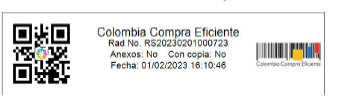 Colombia Compra Eficiente
Rad No. RS20230201000723
Anexos: No Con copia: No
Fecha: 01/02/2023 16:10:46
Colombia Compra Eficiente